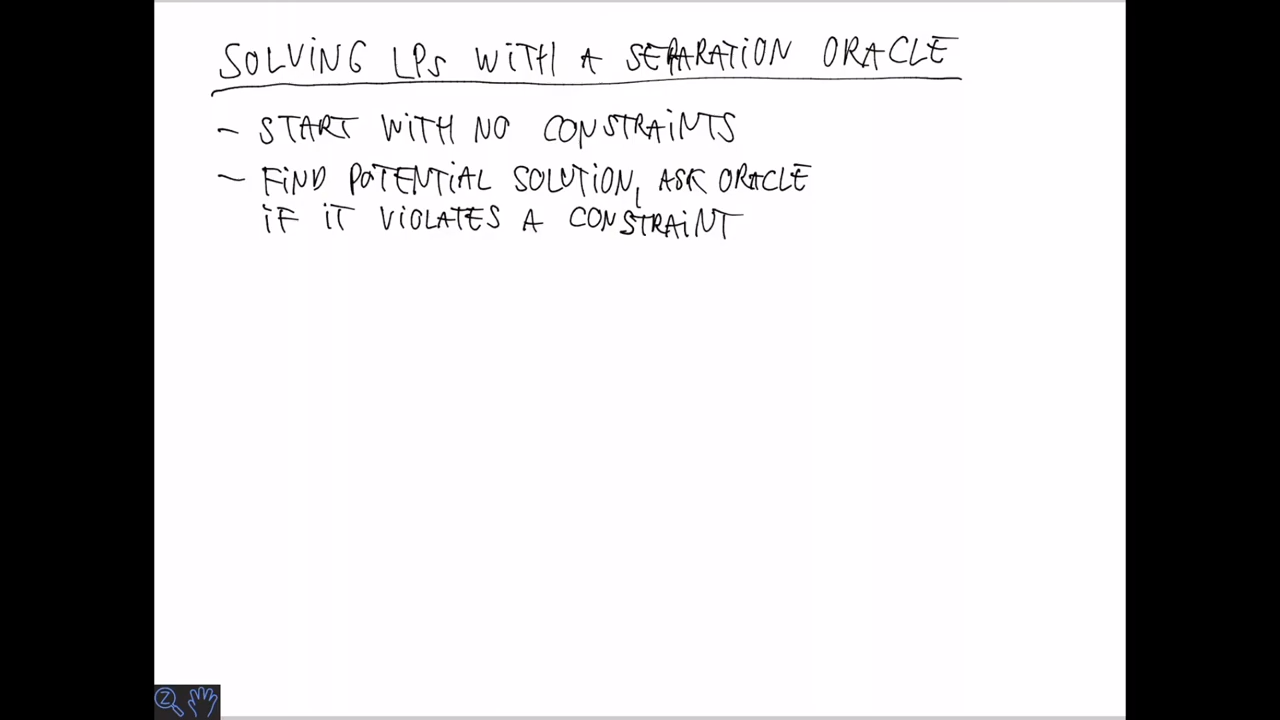 SOLViNG LPs WiTH A SEPARATiON ORACLE
- START WiTH NO CONSTRAiNTS
- FiND POTENTiAL SOLUTiON, ASK ORACLE
iF iT ViOLATES A CONSTRAiNT
Z